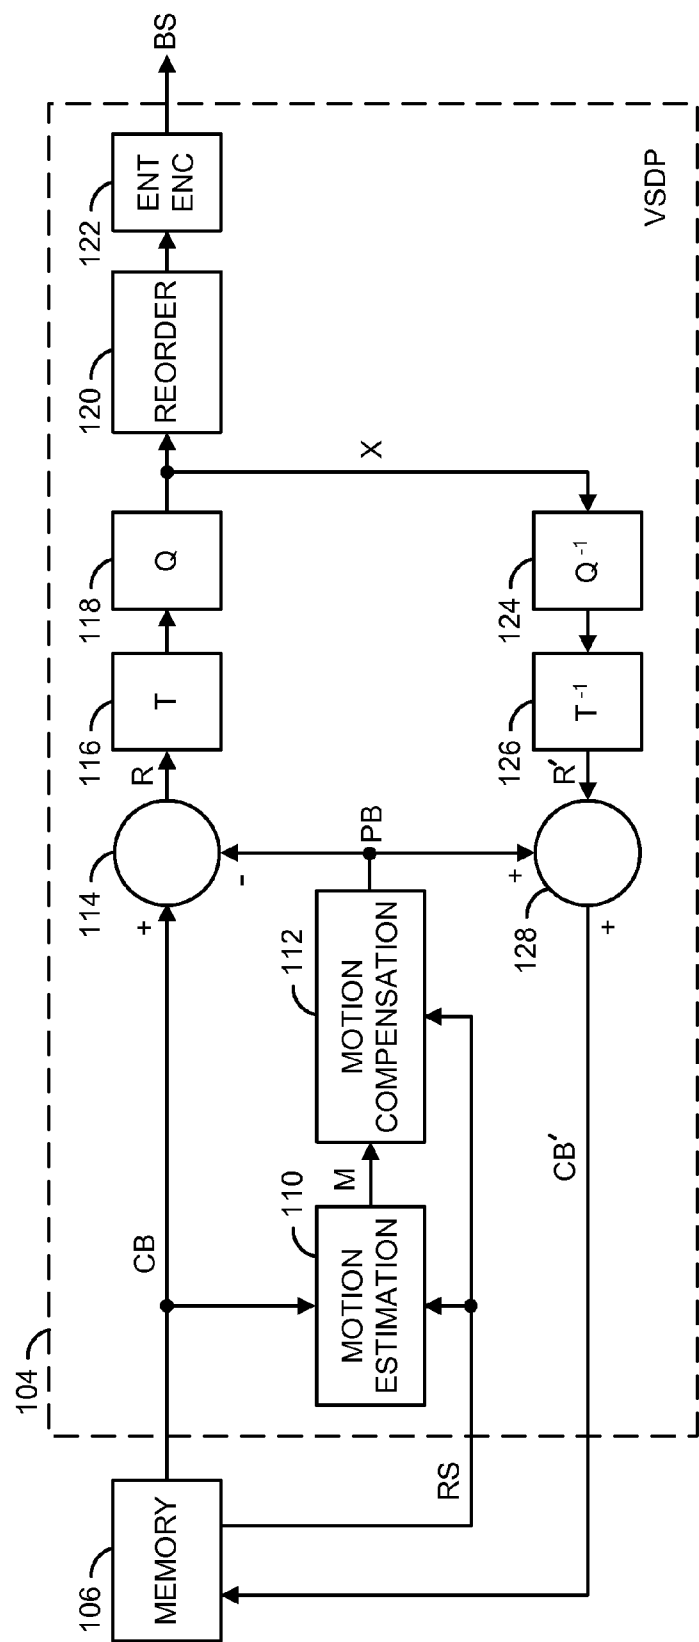 104
106
MEMORY
CB
114
+
-
R
116
T
118
Q
120
REORDER
122
ENT
ENC
BS
110
MOTION
ESTIMATION
M
112
MOTION
COMPENSATION
PB
X
RS
+
128
+
R′
126
T⁻¹
124
Q⁻¹
CB′
VSDP